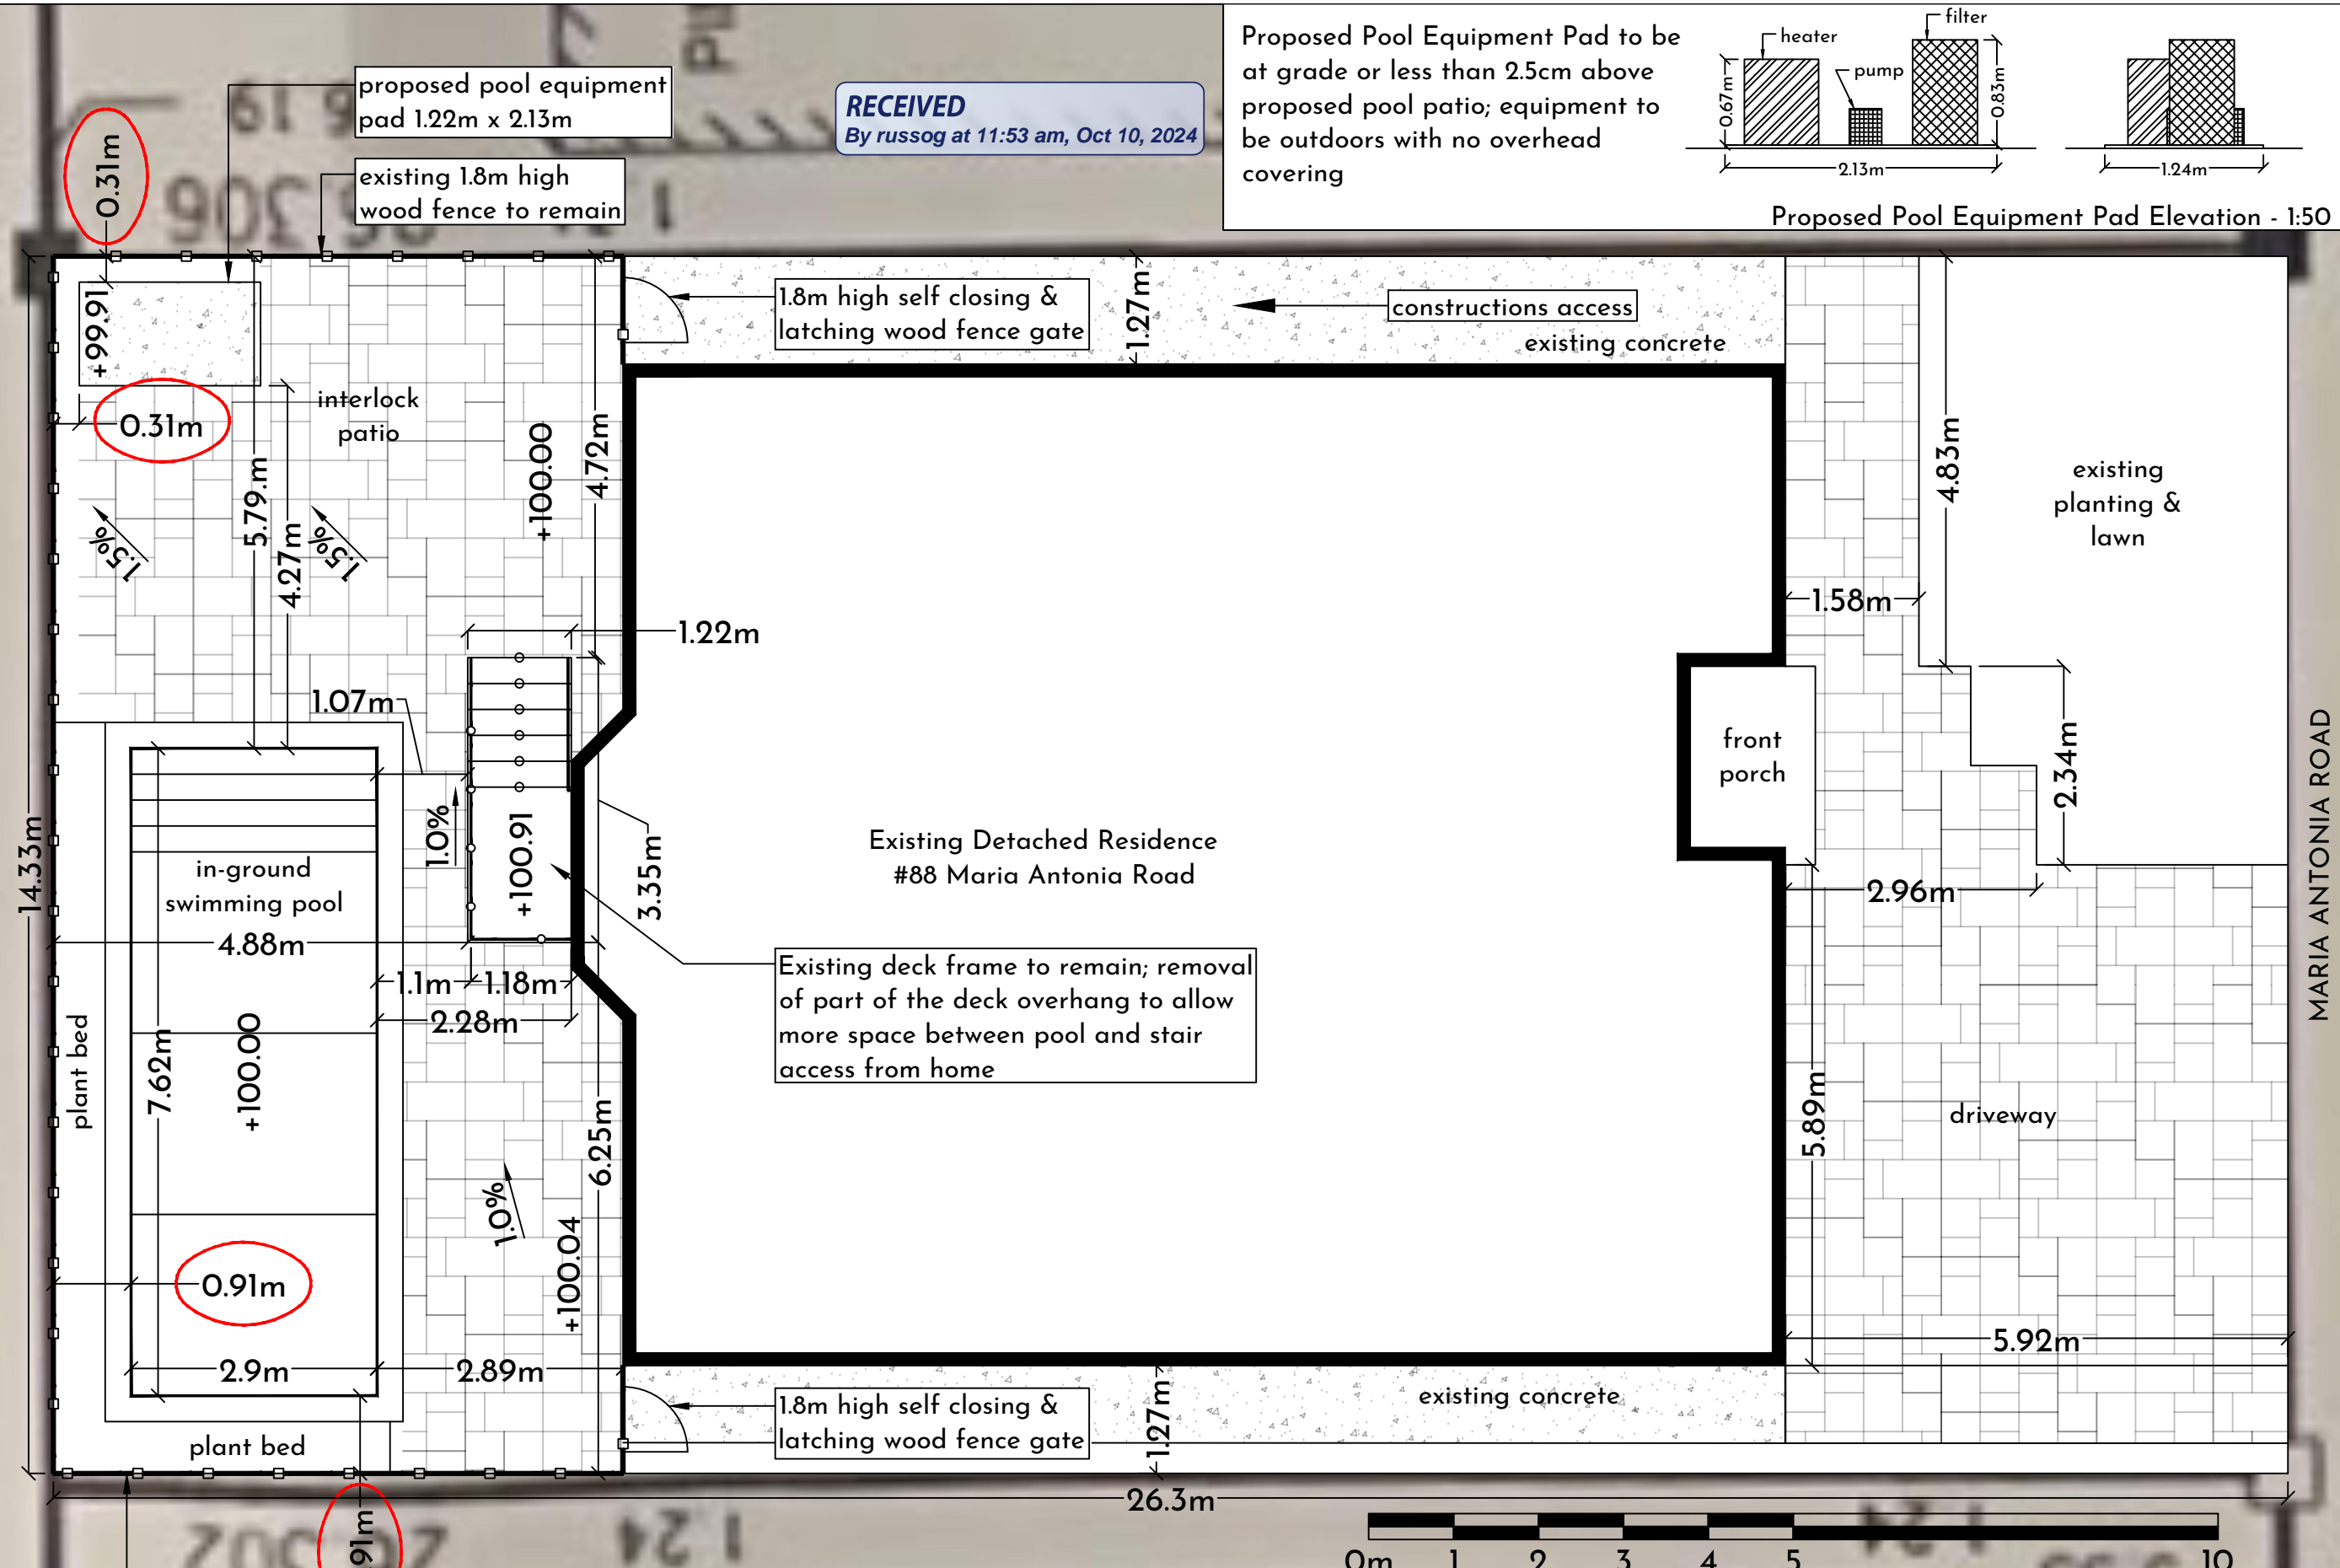 proposed pool equipment
pad 1.22m x 2.13m
existing 1.8m high
wood fence to remain
RECEIVED
By russog at 11:53 am, Oct 10, 2024
Proposed Pool Equipment Pad to be
at grade or less than 2.5cm above
proposed pool patio; equipment to
be outdoors with no overhead
covering
heater
filter
pump
0.67m
0.83m
2.13m
1.24m
Proposed Pool Equipment Pad Elevation - 1:50
0.31m
+99.91
0.31m
interlock
patio
1.8m high self closing &
latching wood fence gate
1.27m
constructions access
existing concrete
+100.00
4.72m
5.79.m
4.27m
1.5%
1.5%
4.83m
existing
planting &
lawn
1.58m
1.22m
1.07m
front
porch
2.34m
MARIA ANTONIA ROAD
14.33m
1.0%
+100.91
3.35m
Existing Detached Residence
#88 Maria Antonia Road
in-ground
swimming pool
4.88m
2.96m
1.1m
1.18m
2.28m
Existing deck frame to remain; removal
of part of the deck overhang to allow
more space between pool and stair
access from home
plant bed
7.62m
+100.00
6.25m
5.89m
driveway
1.0%
+100.04
0.91m
2.9m
2.89m
5.92m
1.8m high self closing &
latching wood fence gate
1.27m
existing concrete
plant bed
26.3m
91m
26.302
1.24
1.24
0m 1 2 3 4 5 10